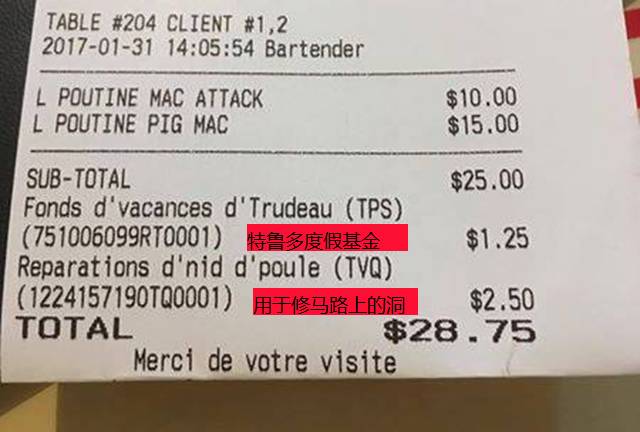 TABLE #204 CLIENT #1,2
2017-01-31 14:05:54 Bartender
L POUTINE MAC ATTACK $10.00
L POUTINE PIG MAC $15.00
SUB-TOTAL $25.00
Fonds d'vacances d'Trudeau (TPS)
(751006099RT0001) 特鲁多度假基金 $1.25
Reparations d'nid d'poule (TVQ)
(1224157190TQ0001) 用于修马路上的洞 $2.50
TOTAL $28.75
Merci de votre visite